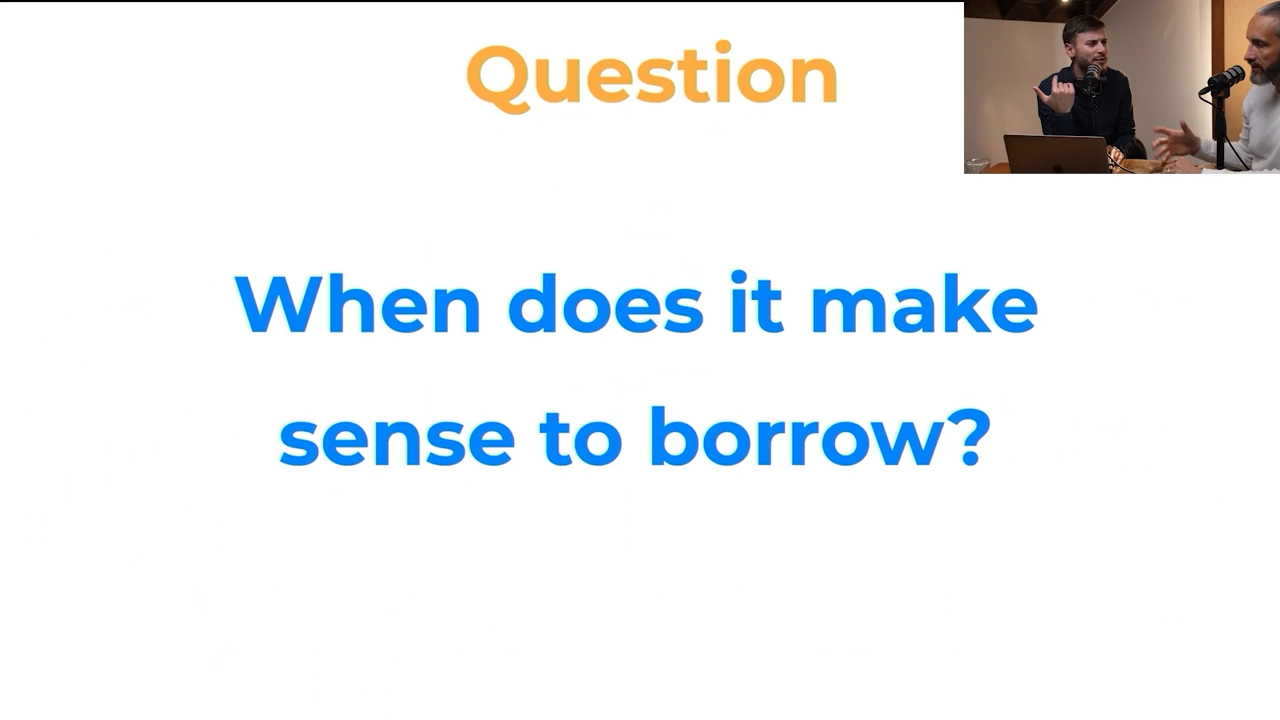 Question
When does it make
sense to borrow?